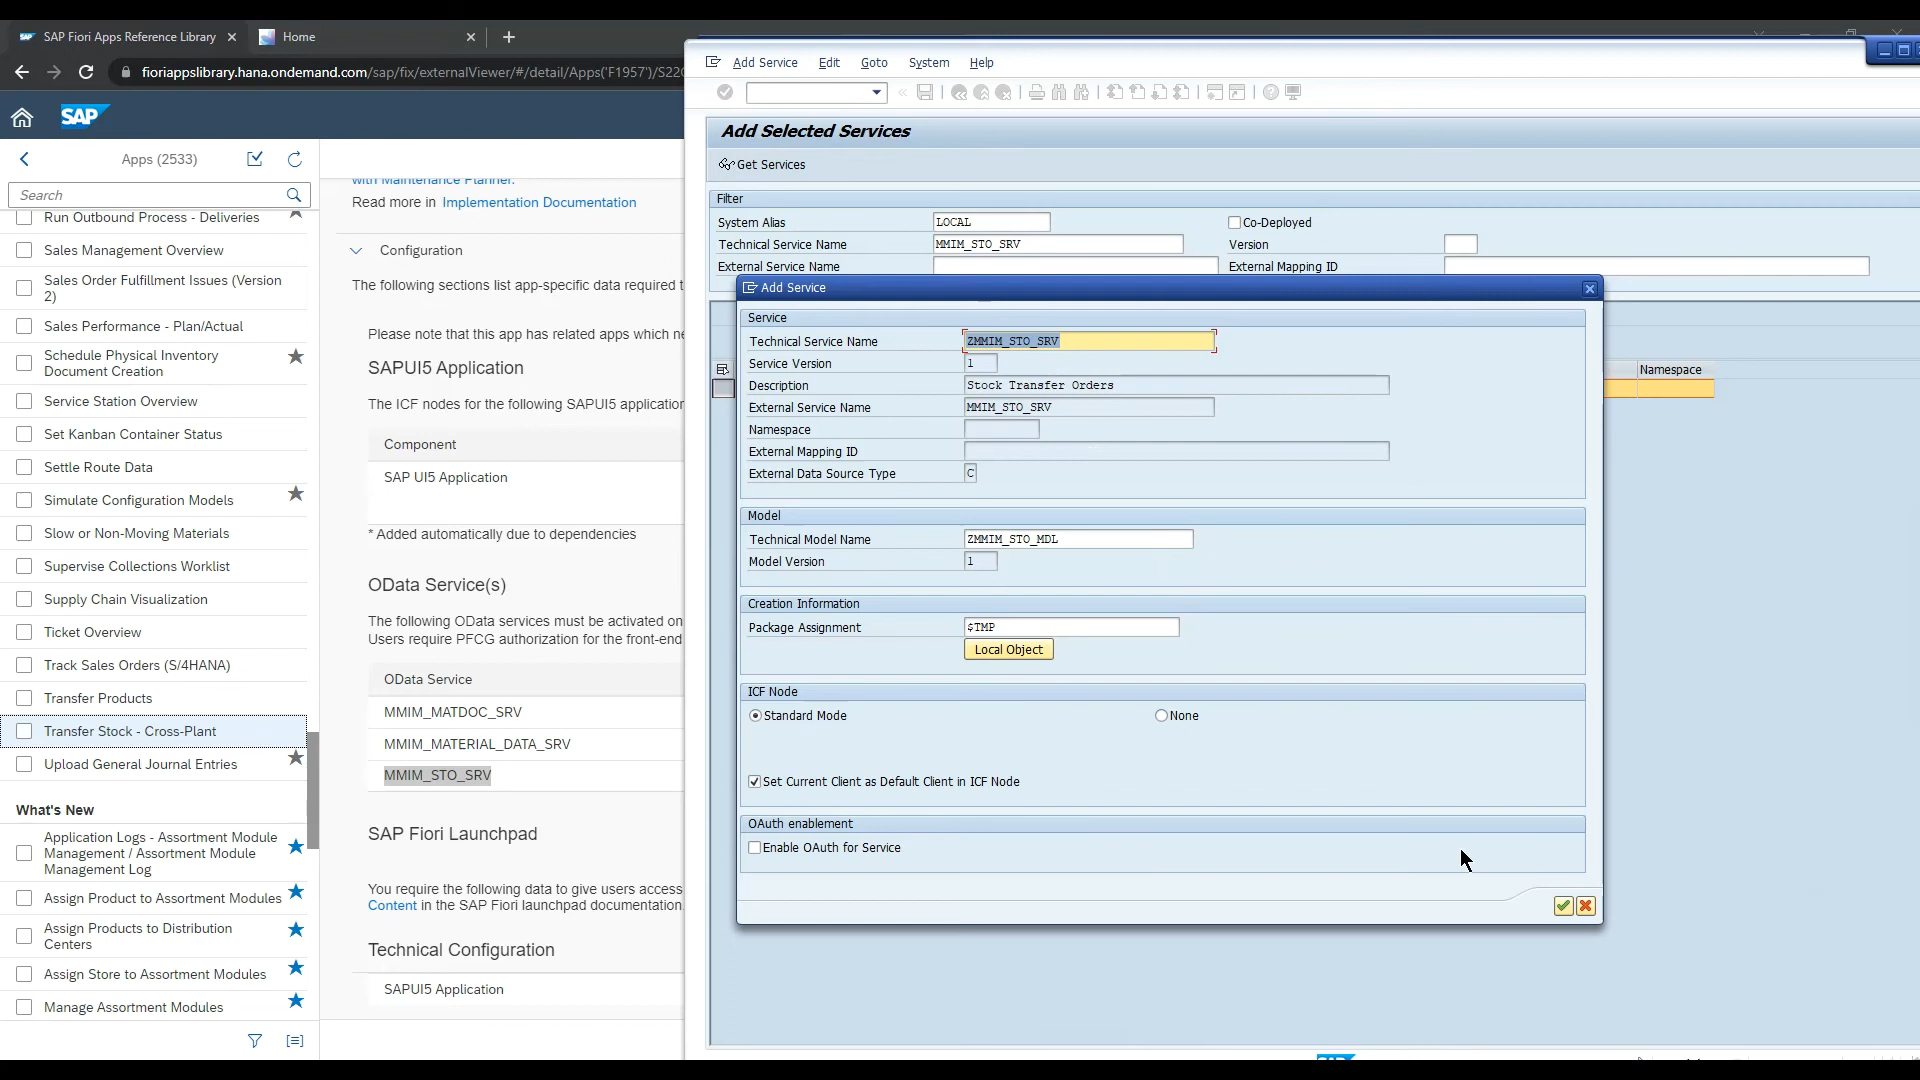 SAP Fiori Apps Reference Library
Home
fioriappslibrary.hana.ondemand.com/sap/fix/externalViewer/#/detail/Apps('F1957')/S22
SAP
Apps (2533)
Search
Run Outbound Process - Deliveries
Sales Management Overview
Sales Order Fulfillment Issues (Version
2)
Sales Performance - Plan/Actual
Schedule Physical Inventory
Document Creation
Service Station Overview
Set Kanban Container Status
Settle Route Data
Simulate Configuration Models
Slow or Non-Moving Materials
Supervise Collections Worklist
Supply Chain Visualization
Ticket Overview
Track Sales Orders (S/4HANA)
Transfer Products
Transfer Stock - Cross-Plant
Upload General Journal Entries
What's New
Application Logs - Assortment Module
Management / Assortment Module
Management Log
Assign Product to Assortment Modules
Assign Products to Distribution
Centers
Assign Store to Assortment Modules
Manage Assortment Modules
with Maintenance Planner.
Read more in Implementation Documentation
Configuration
The following sections list app-specific data required
Please note that this app has related apps which
SAPUI5 Application
The ICF nodes for the following SAPUI5 application
Component
SAP UI5 Application
* Added automatically due to dependencies
OData Service(s)
The following OData services must be activated on
Users require PFCG authorization for the front-end
OData Service
MMIM_MATDOC_SRV
MMIM_MATERIAL_DATA_SRV
MMIM_STO_SRV
SAP Fiori Launchpad
You require the following data to give users access
Content in the SAP Fiori launchpad documentation.
Technical Configuration
SAPUI5 Application
Add Service Edit Goto System Help
Add Selected Services
Get Services
Filter
System Alias LOCAL Co-Deployed
Technical Service Name MMIM_STO_SRV Version
External Service Name External Mapping ID
Namespace
Add Service
Service
Technical Service Name ZMMIM_STO_SRV
Service Version 1
Description Stock Transfer Orders
External Service Name MMIM_STO_SRV
Namespace
External Mapping ID
External Data Source Type C
Model
Technical Model Name ZMMIM_STO_MDL
Model Version 1
Creation Information
Package Assignment $TMP
Local Object
ICF Node
Standard Mode None
Set Current Client as Default Client in ICF Node
OAuth enablement
Enable OAuth for Service